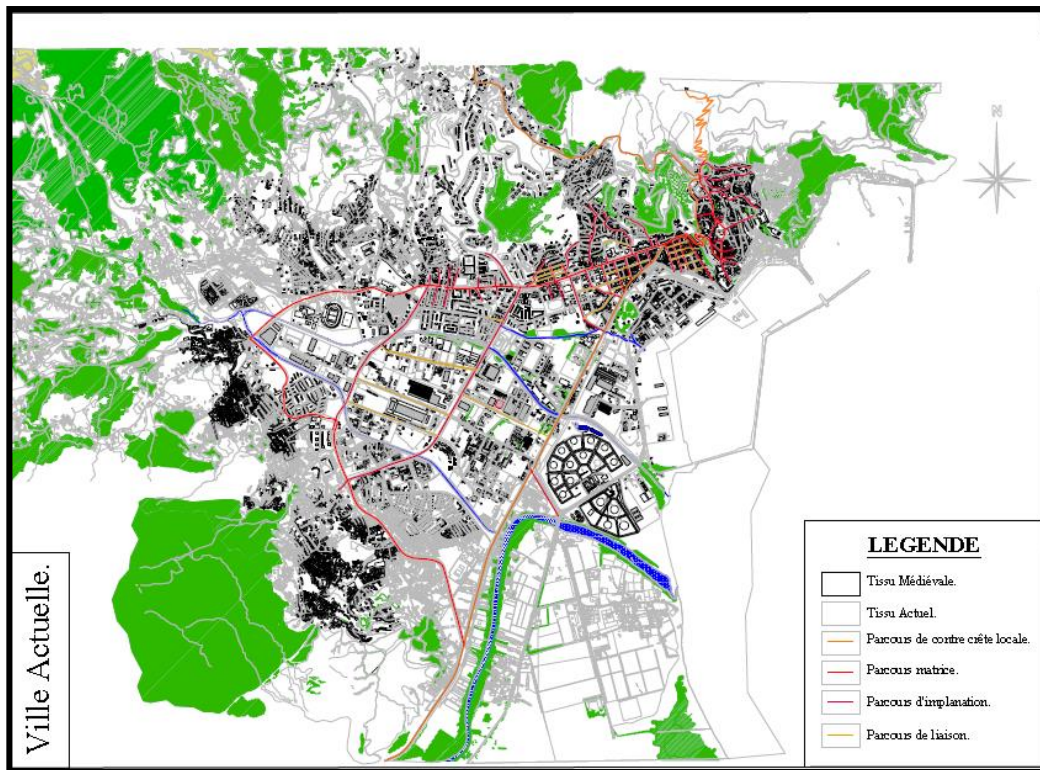 N
LEGENDE
Tissu Médiévale.
Tissu Actuel.
Parcours de contre crête locale.
Parcours matrice.
Parcours d'implanation.
Parcours de liaison.
Ville Actuelle.